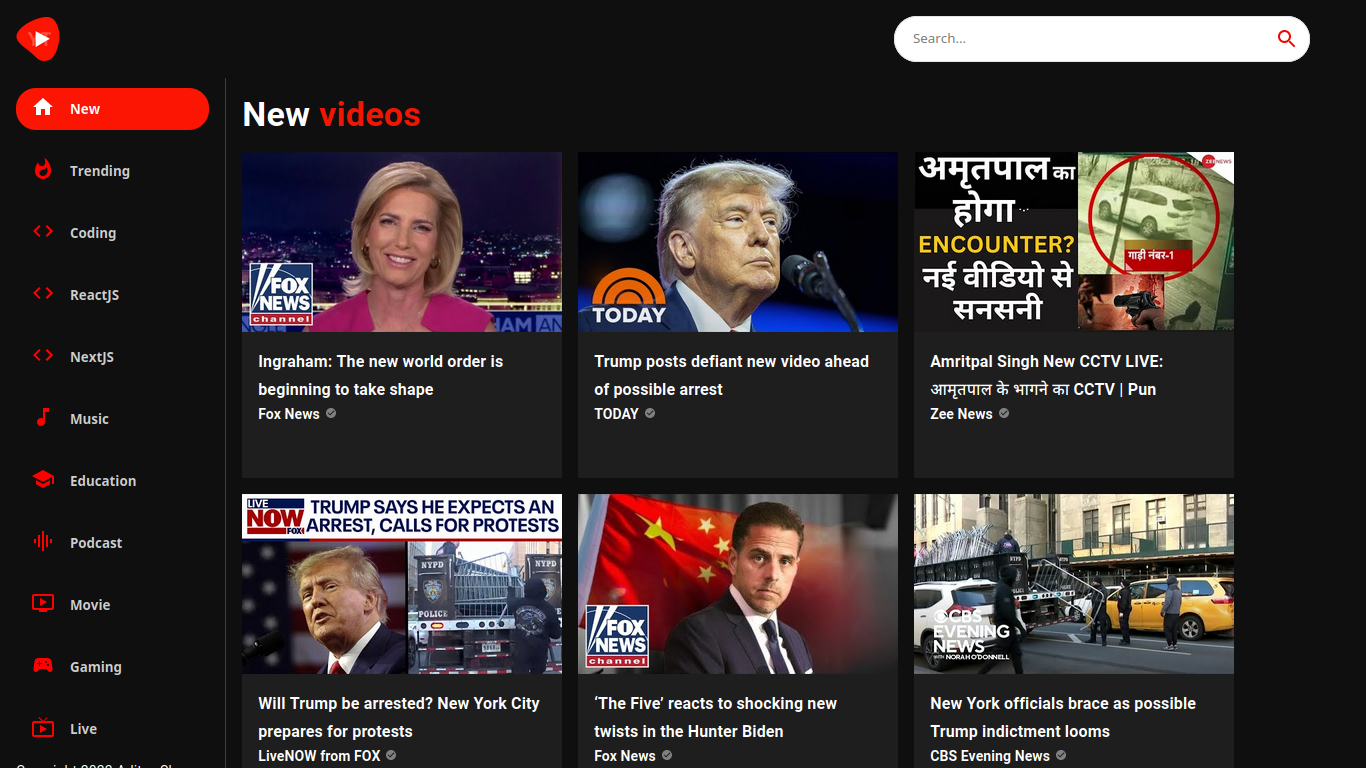 Search...
New
Trending
Coding
ReactJS
NextJS
Music
Education
Podcast
Movie
Gaming
Live
New videos
FOX
NEWS
channel
Ingraham: The new world order is
beginning to take shape
Fox News
TODAY
Trump posts defiant new video ahead
of possible arrest
TODAY
अमृतपाल का
होगा
ENCOUNTER?
नई वीडियो से
सनसनी
ZEE NEWS
गाड़ी नंबर-1
Amritpal Singh New CCTV LIVE:
आमृतपाल के भागने का CCTV | Pun
Zee News
LIVE
NOW
FOX
TRUMP SAYS HE EXPECTS AN
ARREST, CALLS FOR PROTESTS
NYPD
NYPD
POLICE
Will Trump be arrested? New York City
prepares for protests
LiveNOW from FOX
FOX
NEWS
channel
‘The Five’ reacts to shocking new
twists in the Hunter Biden
Fox News
NYPD
CBS
EVENING
NEWS
WITH NORAH O'DONNELL
New York officials brace as possible
Trump indictment looms
CBS Evening News